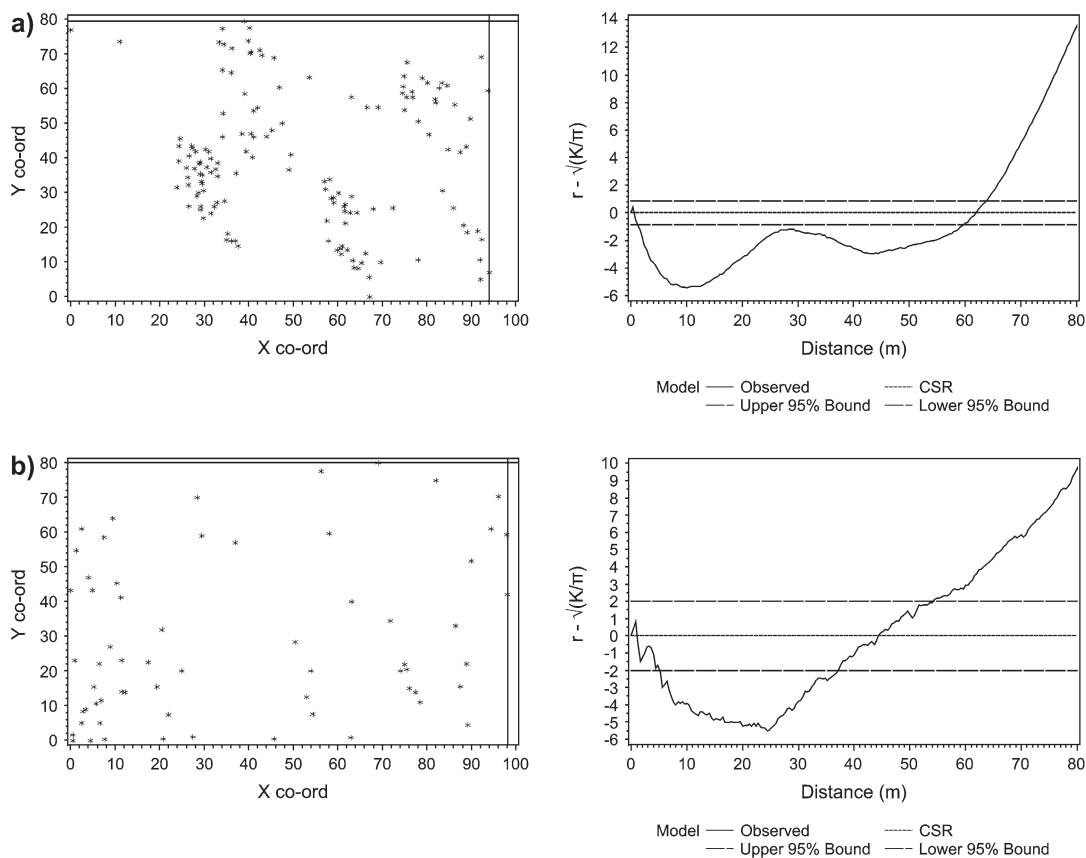 a)
80
70
60
50
40
30
20
10
0
Y co-ord
0 10 20 30 40 50 60 70 80 90 100
X co-ord
14
12
10
8
6
4
2
0
-2
-4
-6
r - √(K/π)
0 10 20 30 40 50 60 70 80
Distance (m)
Model Observed CSR
Upper 95% Bound Lower 95% Bound
b)
80
70
60
50
40
30
20
10
0
Y co-ord
0 10 20 30 40 50 60 70 80 90 100
X co-ord
10
9
8
7
6
5
4
3
2
1
0
-1
-2
-3
-4
-5
-6
r - √(K/π)
0 10 20 30 40 50 60 70 80
Distance (m)
Model Observed CSR
Upper 95% Bound Lower 95% Bound